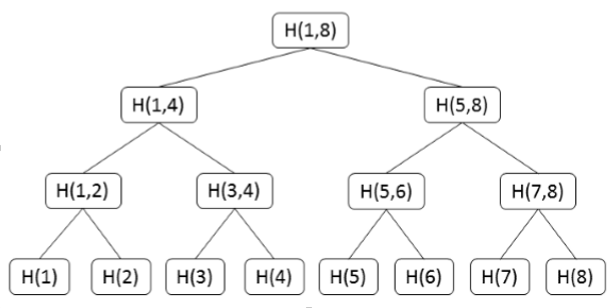 H(1,8)
H(1,4) H(5,8)
H(1,2) H(3,4) H(5,6) H(7,8)
H(1) H(2) H(3) H(4) H(5) H(6) H(7) H(8)